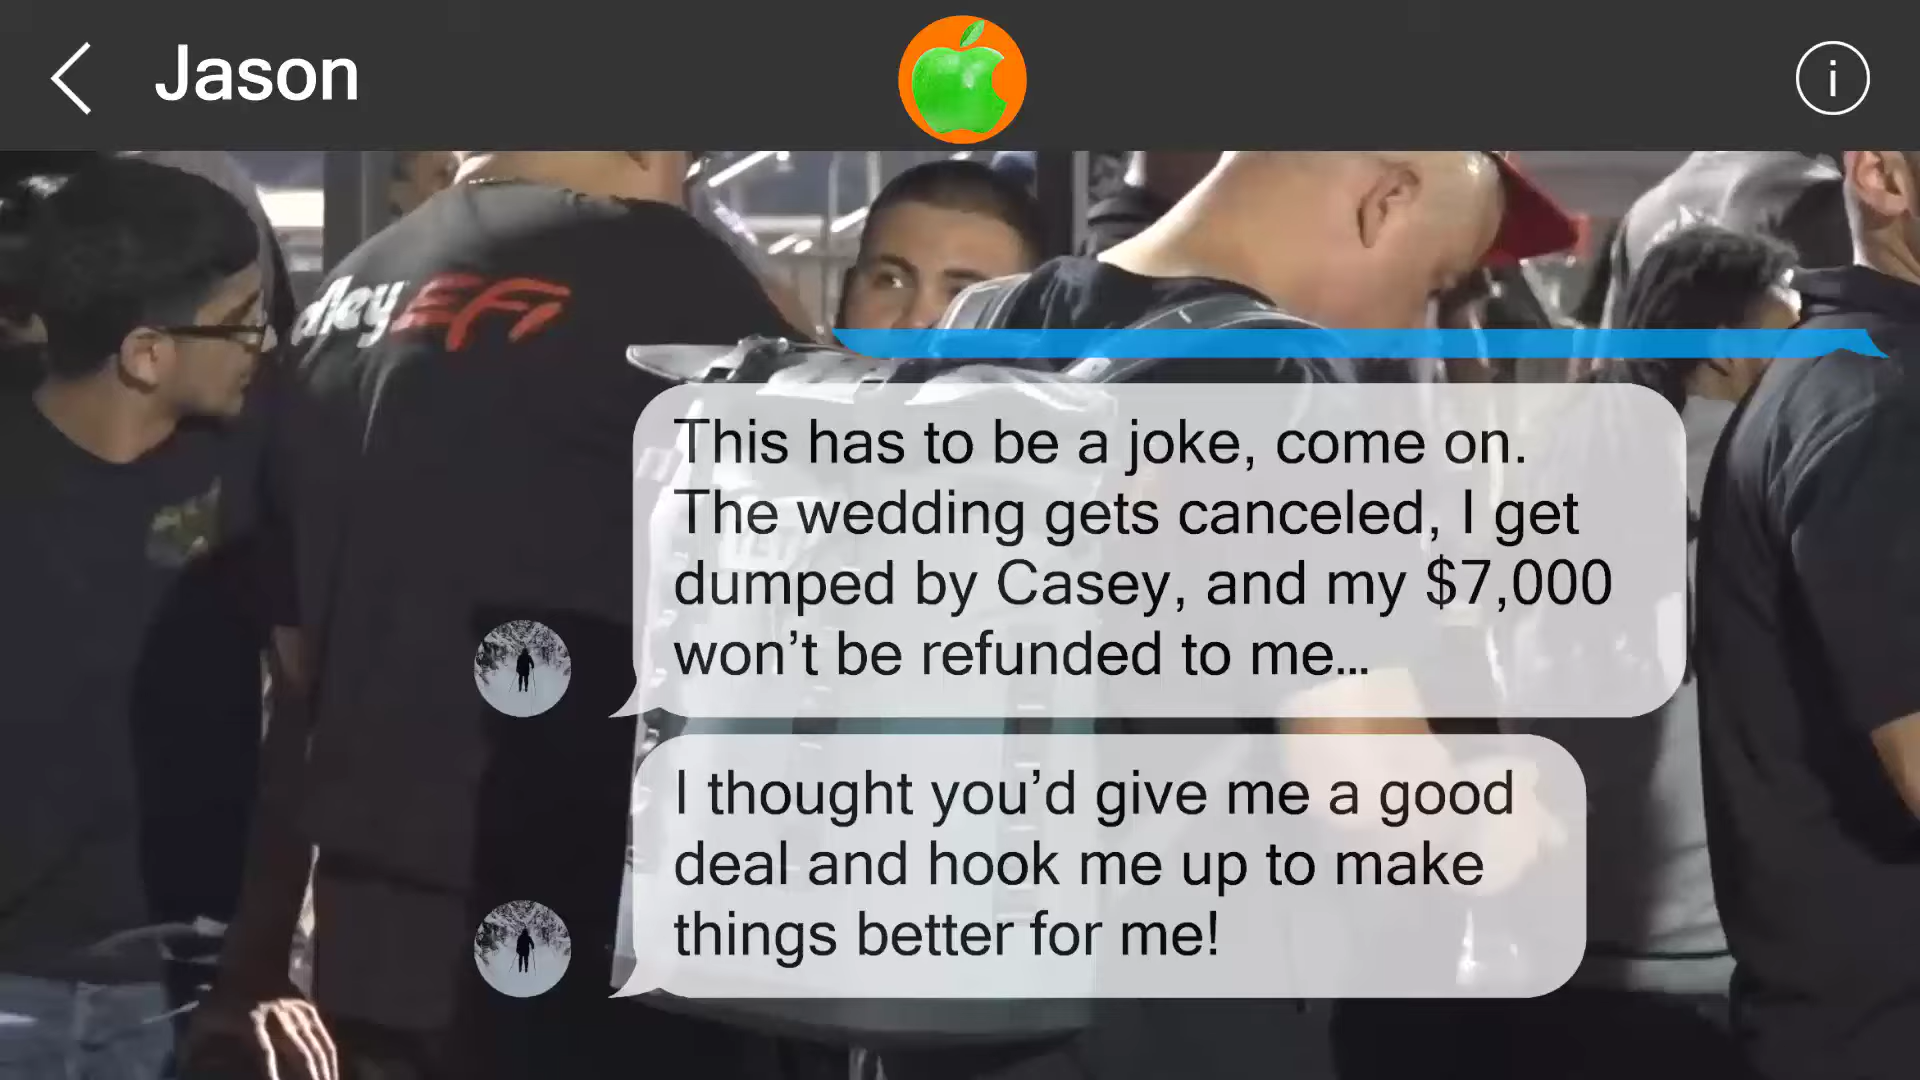 Jason
i
dley EFI
This has to be a joke, come on.
The wedding gets canceled, I get
dumped by Casey, and my $7,000
won’t be refunded to me...
I thought you’d give me a good
deal and hook me up to make
things better for me!